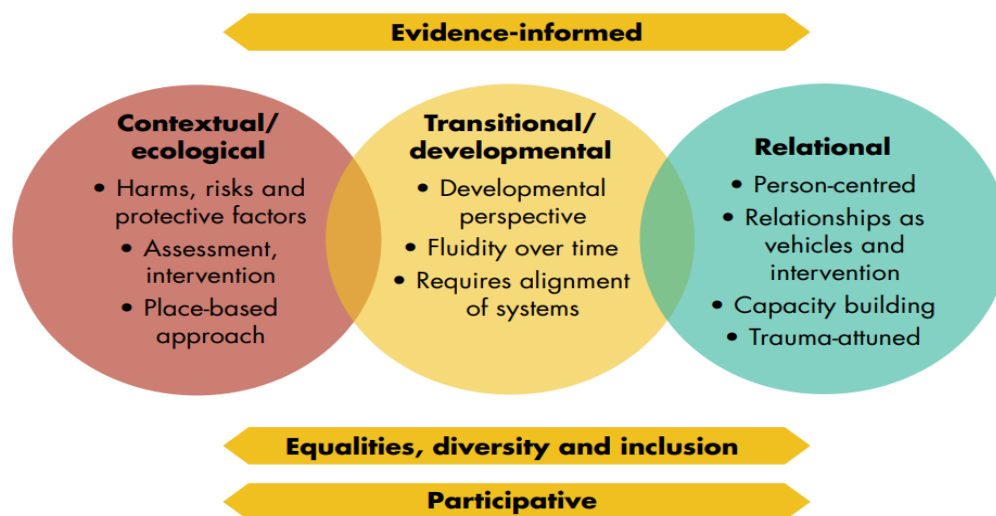 Evidence-informed
Contextual/
ecological
• Harms, risks and
protective factors
• Assessment,
intervention
• Place-based
approach
Transitional/
developmental
• Developmental
perspective
• Fluidity over time
• Requires alignment
of systems
Relational
• Person-centred
• Relationships as
vehicles and
intervention
• Capacity building
• Trauma-attuned
Equalities, diversity and inclusion
Participative